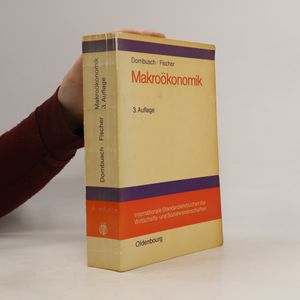 Dornbusch · Fischer
Makroökonomik
3. Auflage
Internationale Standardlehrbücher der
Wirtschafts- und Sozialwissenschaften
Oldenbourg
Dornbusch · Fischer
Makroökonomik
3. Auflage